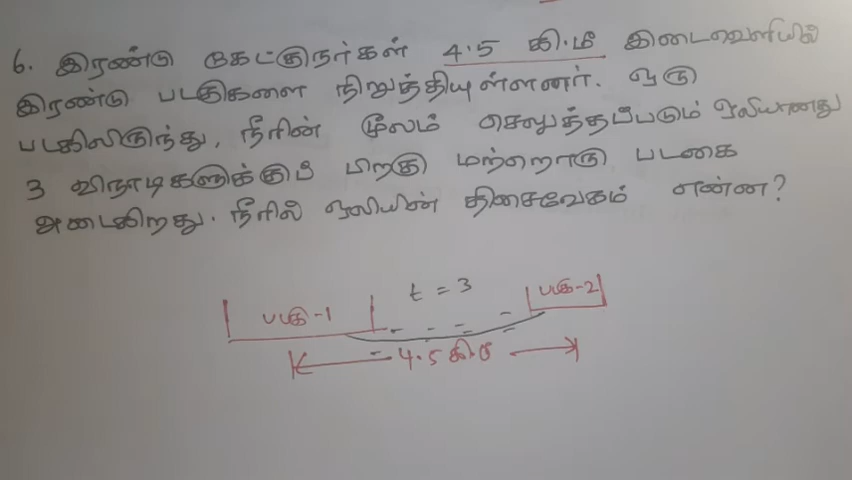 6. இரண்டு கேட்குநர்கள் 4.5 கி.மீ இடைவெளியில்
இரண்டு படகிகளை நிறுத்தியுள்ளனர். ஒரு
படகிலிருந்து, நீரின் மூலம் செலுத்தப்படும் ஒலியானது
3 விநாடிகளுக்குப் பிறகு மற்றொரு படகை
அடைகிறது. நீரில் ஒலியின் திசைவேகம் என்ன?
படகு-1 t = 3 படகு-2
4.5 கி.மீ